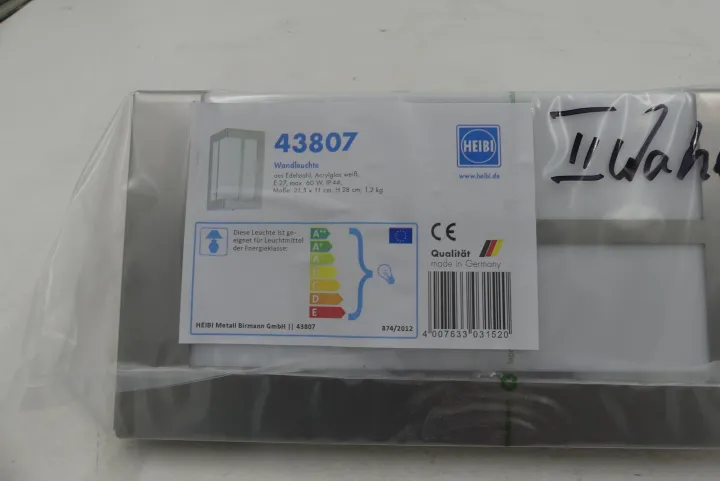 43807
Wandleuchte
aus Edelstahl, Acrylglas weiß,
E 27, max. 60 W, IP 44,
Maße: 21,5 x 11 cm, H 28 cm; 1,2 kg
HEIBI
www.heibi.de
II Wah
Diese Leuchte ist ge-
eignet für Leuchtmittel
der Energieklasse:
A++
A+
A
D
E
CE
Qualität
made in Germany
HEIBI Metall Birmann GmbH || 43807
874/2012
4 007633 031520